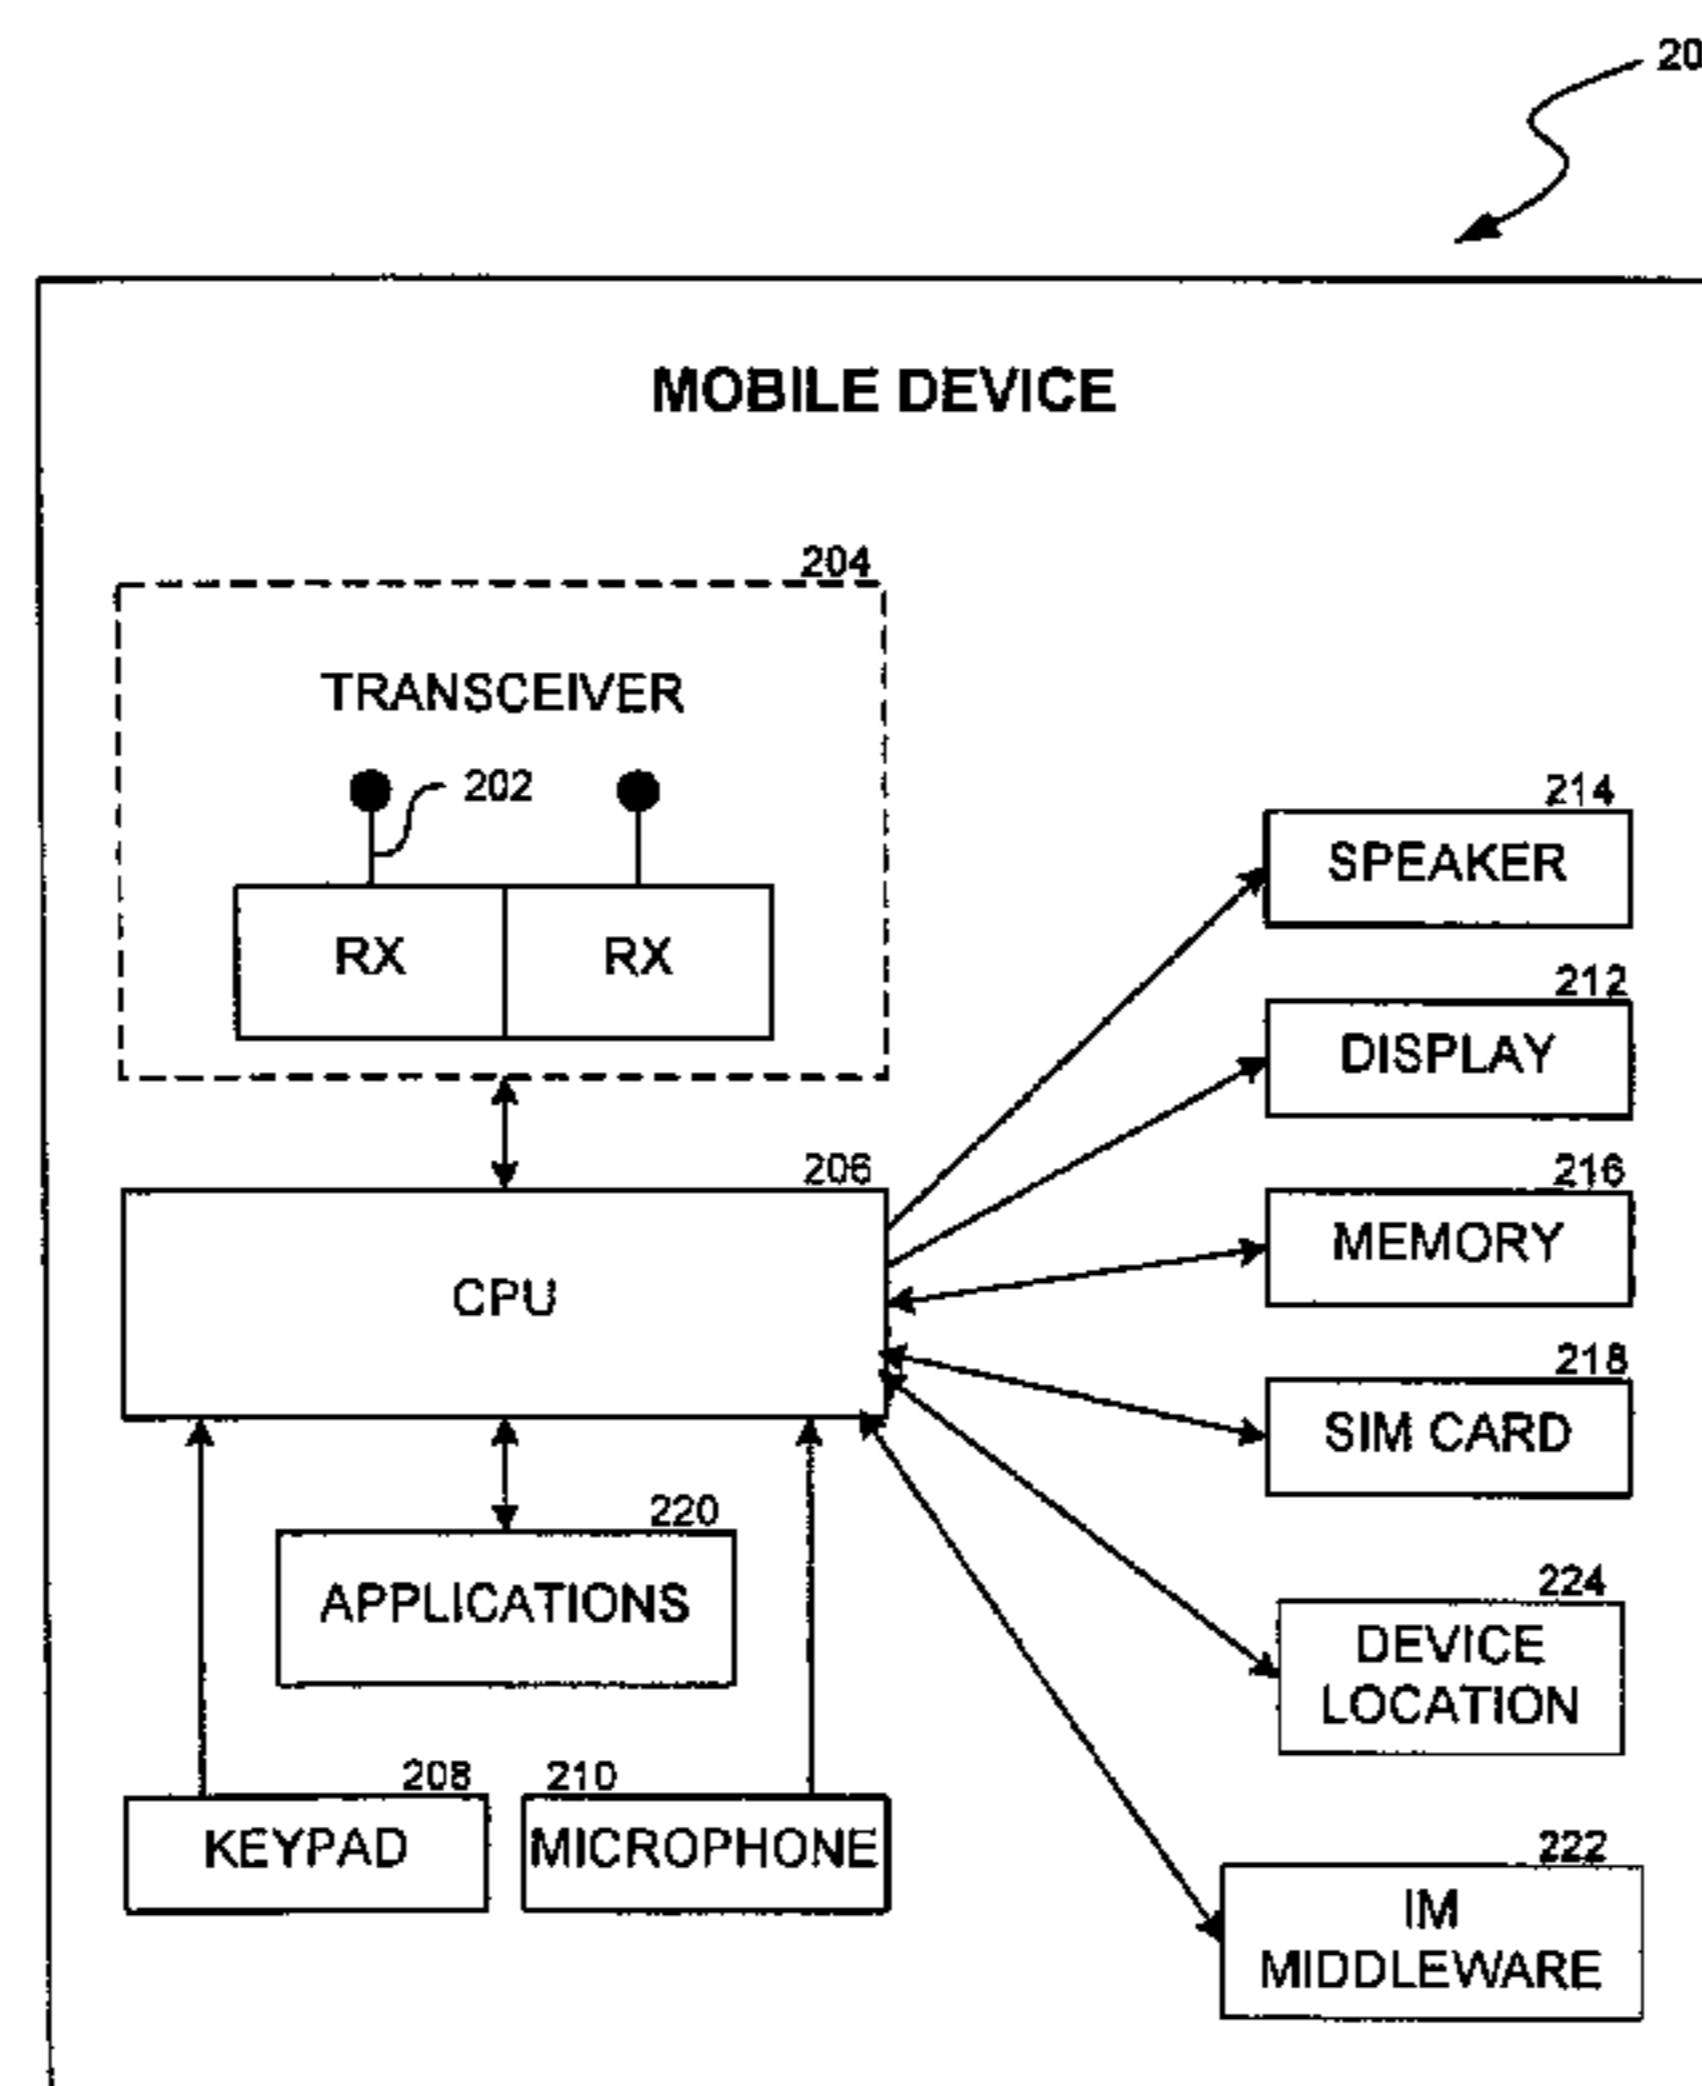 20
MOBILE DEVICE
204
TRANSCEIVER
202
RX RX
214
SPEAKER
212
DISPLAY
206
CPU
216
MEMORY
218
SIM CARD
220
APPLICATIONS
224
DEVICE
LOCATION
208
KEYPAD
210
MICROPHONE
222
IM
MIDDLEWARE